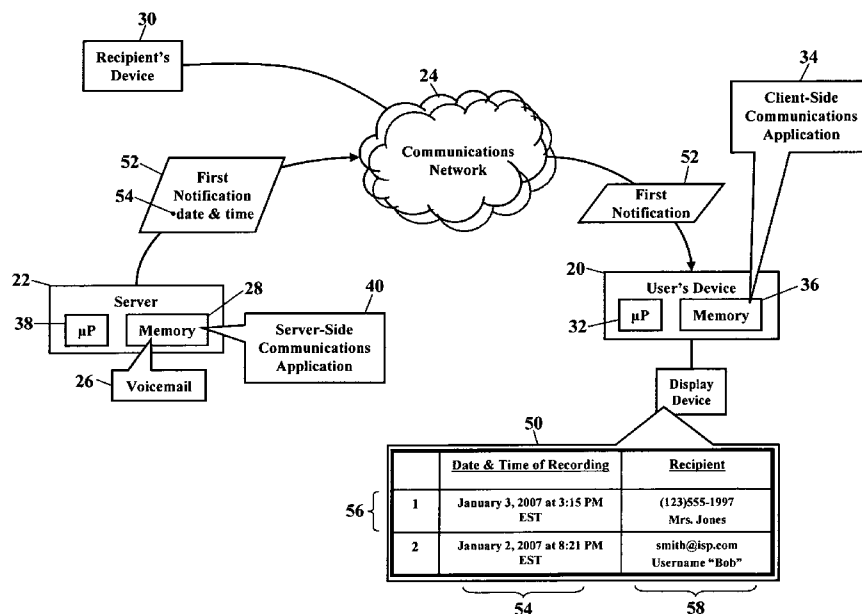 30
Recipient's
Device
24
Communications
Network
34
Client-Side
Communications
Application
52
First
Notification
54 •date & time
52
First
Notification
22
Server
28
38
µP
Memory
40
Server-Side
Communications
Application
26
Voicemail
20
User's Device
36
32
µP
Memory
Display
Device
50
Date & Time of Recording
Recipient
56
1
January 3, 2007 at 3:15 PM
EST
(123)555-1997
Mrs. Jones
2
January 2, 2007 at 8:21 PM
EST
smith@isp.com
Username "Bob"
54
58